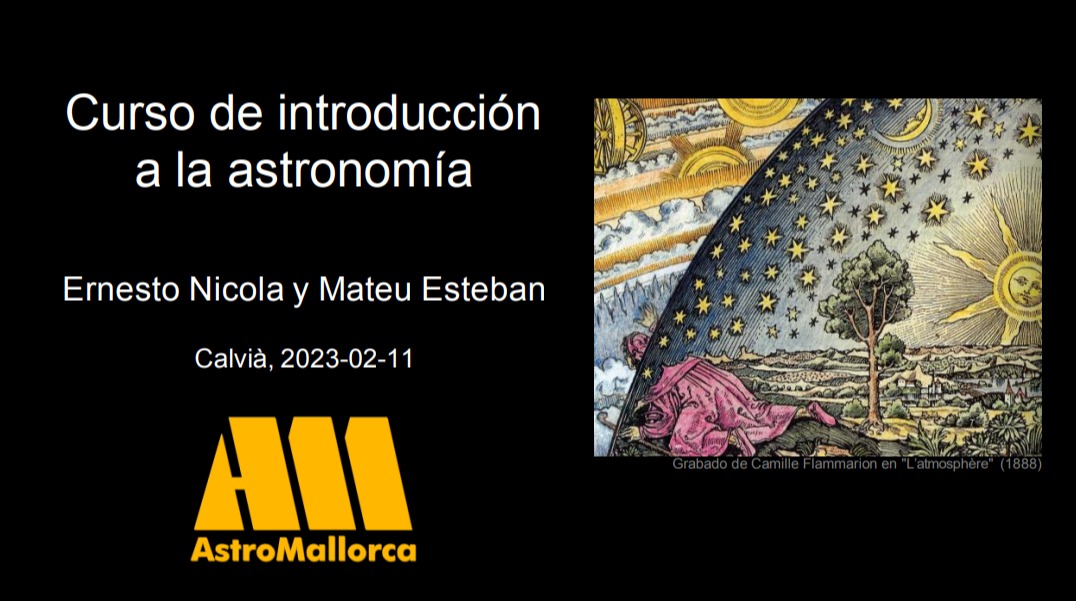 Curso de introducción
a la astronomía
Ernesto Nicola y Mateu Esteban
Calvià, 2023-02-11
AM
AstroMallorca
Grabado de Camille Flammarion en "L'atmosphère" (1888)